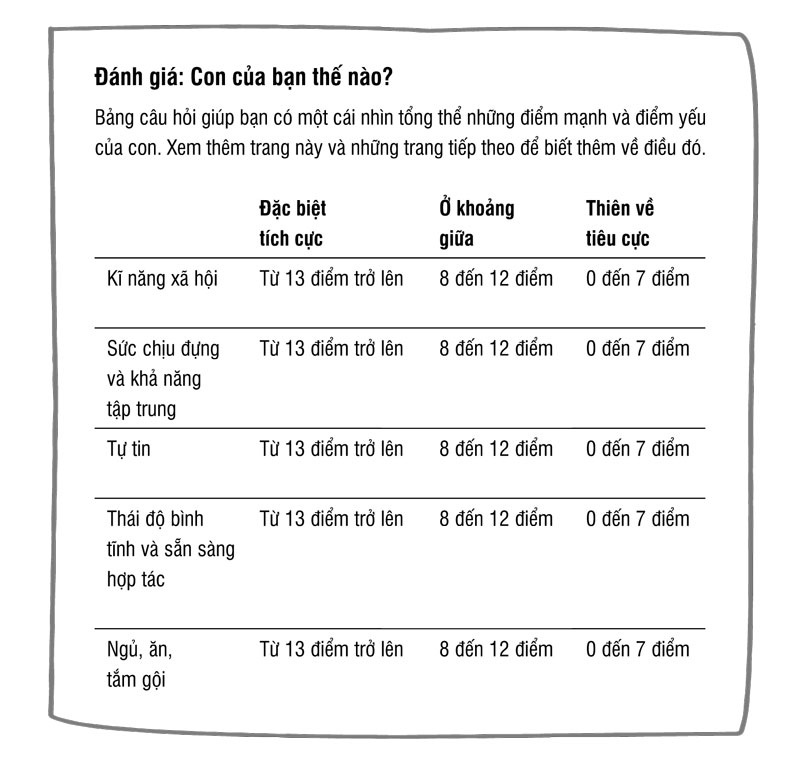 Đánh giá: Con của bạn thế nào?
Bảng câu hỏi giúp bạn có một cái nhìn tổng thể những điểm mạnh và điểm yếu
của con. Xem thêm trang này và những trang tiếp theo để biết thêm về điều đó.
Đặc biệt Ở khoảng Thiên về
tích cực giữa tiêu cực
Kĩ năng xã hội Từ 13 điểm trở lên 8 đến 12 điểm 0 đến 7 điểm
Sức chịu đựng Từ 13 điểm trở lên 8 đến 12 điểm 0 đến 7 điểm
và khả năng
tập trung
Tự tin Từ 13 điểm trở lên 8 đến 12 điểm 0 đến 7 điểm
Thái độ bình Từ 13 điểm trở lên 8 đến 12 điểm 0 đến 7 điểm
tĩnh và sẵn sàng
hợp tác
Ngủ, ăn, Từ 13 điểm trở lên 8 đến 12 điểm 0 đến 7 điểm
tắm gội